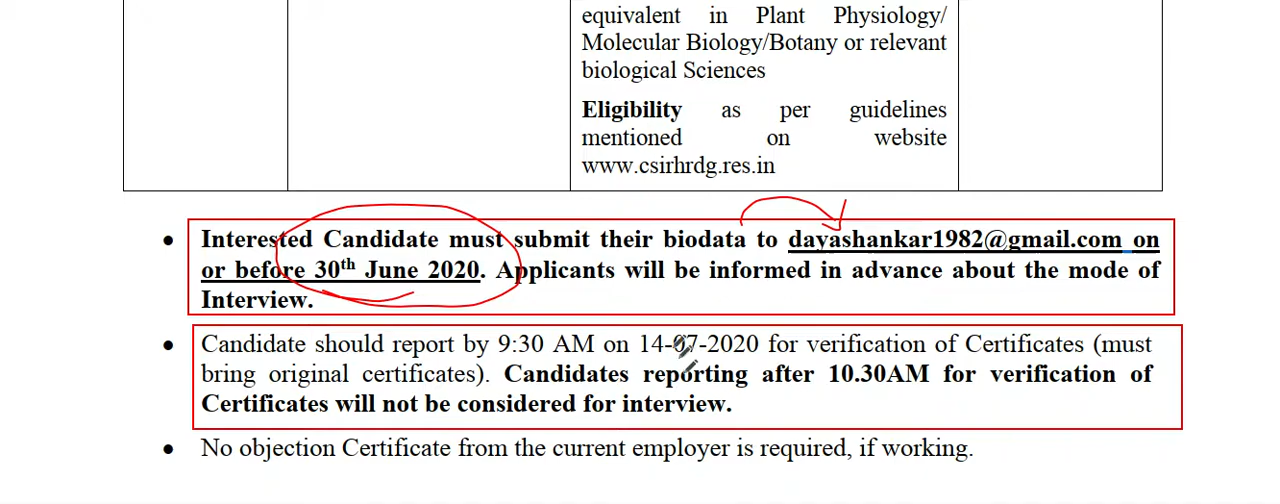 equivalent in Plant Physiology/
Molecular Biology/Botany or relevant
biological Sciences
Eligibility as per guidelines
mentioned on website
www.csirhrdg.res.in
• Interested Candidate must submit their biodata to dayashankar1982@gmail.com on
or before 30th June 2020. Applicants will be informed in advance about the mode of
Interview.
• Candidate should report by 9:30 AM on 14-07-2020 for verification of Certificates (must
bring original certificates). Candidates reporting after 10.30AM for verification of
Certificates will not be considered for interview.
• No objection Certificate from the current employer is required, if working.